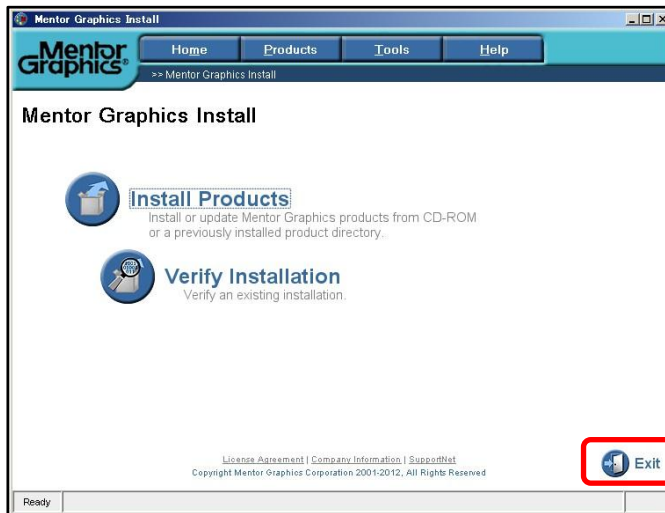 Mentor Graphics Install
Mentor Graphics®
Home Products Tools Help
>> Mentor Graphics Install
Mentor Graphics Install
Install Products
Install or update Mentor Graphics products from CD-ROM
or a previously installed product directory.
Verify Installation
Verify an existing installation.
License Agreement | Company Information | SupportNet
Copyright Mentor Graphics Corporation 2001-2012, All Rights Reserved
Exit
Ready